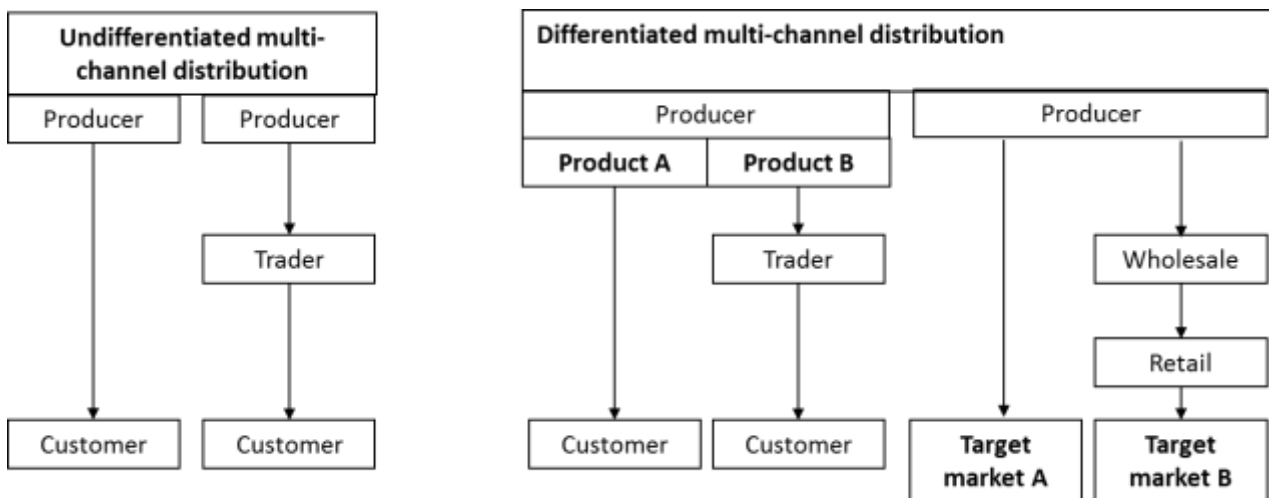 Undifferentiated multi-
channel distribution
Producer
Producer
Trader
Customer
Customer
Differentiated multi-channel distribution
Producer
Product A
Product B
Trader
Customer
Customer
Producer
Wholesale
Retail
Target
market A
Target
market B